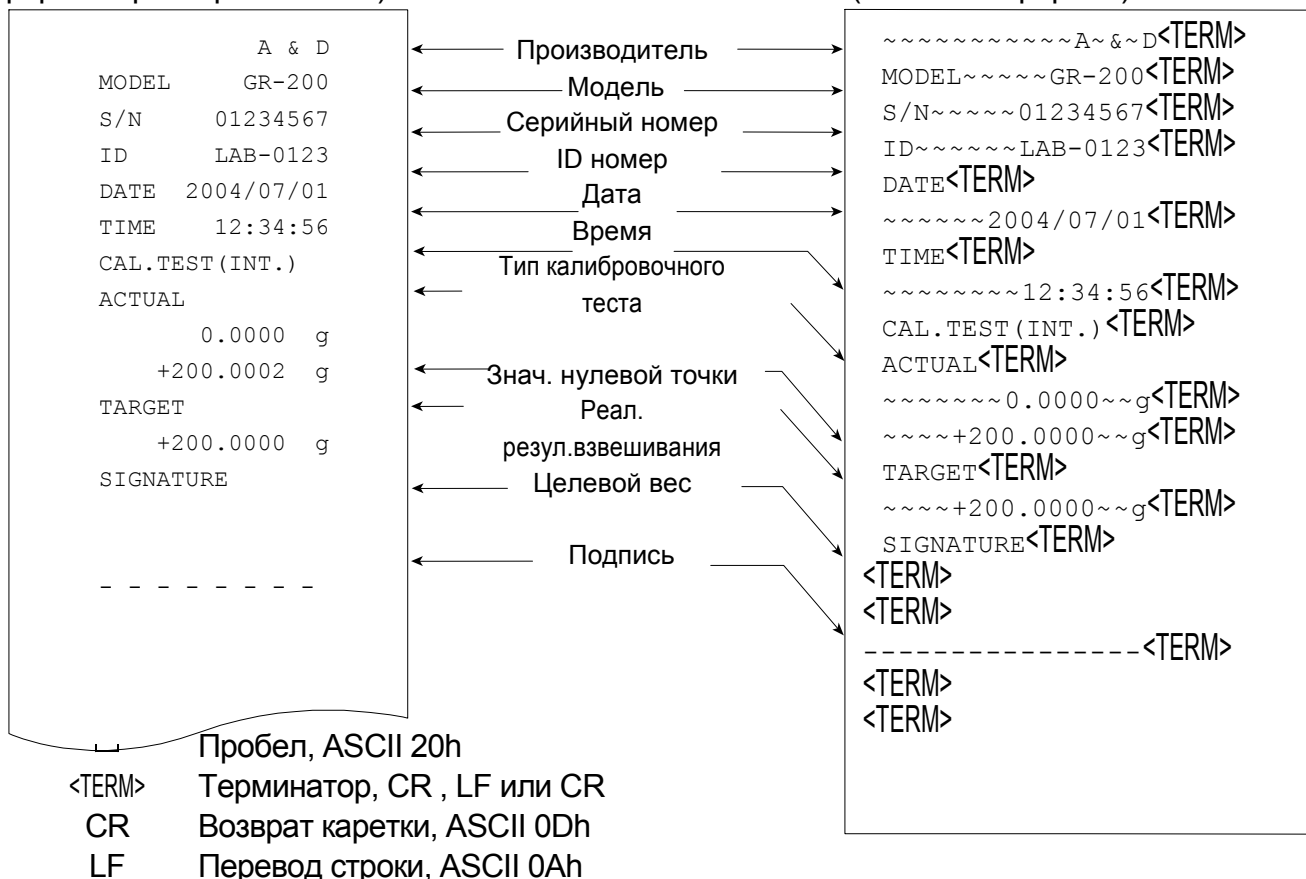 A & D
MODEL GR-200
S/N 01234567
ID LAB-0123
DATE 2004/07/01
TIME 12:34:56
CAL.TEST(INT.)
ACTUAL
0.0000 g
+200.0002 g
TARGET
+200.0000 g
SIGNATURE
- - - - - - - -
Производитель
Модель
Серийный номер
ID номер
Дата
Время
Тип калибровочного
теста
Знач. нулевой точки
Реал.
резул.взвешивания
Целевой вес
Подпись
~~~~~~~~~~~A~&~D<TERM>
MODEL~~~~~GR-200<TERM>
S/N~~~~~01234567<TERM>
ID~~~~~~LAB-0123<TERM>
DATE<TERM>
~~~~~~2004/07/01<TERM>
TIME<TERM>
~~~~~~~~12:34:56<TERM>
CAL.TEST(INT.)<TERM>
ACTUAL<TERM>
~~~~~~~0.0000~~g<TERM>
~~~~+200.0000~~g<TERM>
TARGET<TERM>
~~~~+200.0000~~g<TERM>
SIGNATURE<TERM>
<TERM>
<TERM>
----------------<TERM>
<TERM>
<TERM>
Пробел, ASCII 20h
<TERM> Терминатор, CR , LF или CR
CR Возврат каретки, ASCII 0Dh
LF Перевод строки, ASCII 0Ah